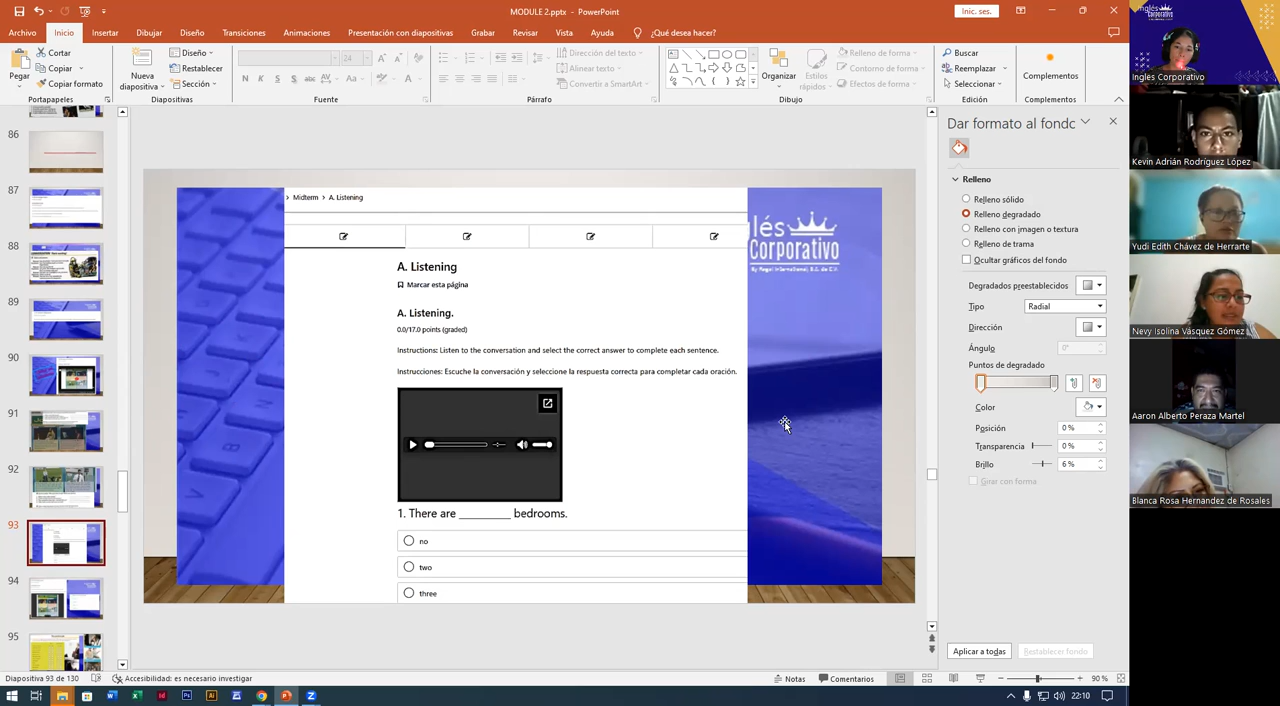 MODULE 2.pptx - PowerPoint
Inic. ses.
Archivo Inicio Insertar Dibujar Diseño Transiciones Animaciones Presentación con diapositivas Grabar Revisar Vista Ayuda ¿Qué desea hacer?
Pegar
Cortar
Copiar
Copiar formato
Portapapeles
Nueva diapositiva
Diseño
Restablecer
Sección
Diapositivas
24
N K S S abc AV Aa A
Fuente
Dirección del texto
Alinear texto
Convertir a SmartArt
Párrafo
Organizar
Estilos rápidos
Relleno de forma
Contorno de forma
Efectos de forma
Dibujo
Buscar
Reemplazar
Seleccionar
Edición
Complementos
Complementos
86
87
88
89
90
91
92
93
94
95
Midterm > A. Listening
A. Listening
Marcar esta página
A. Listening.
0.0/17.0 points (graded)
Instructions: Listen to the conversation and select the correct answer to complete each sentence.
Instrucciones: Escuche la conversación y seleccione la respuesta correcta para completar cada oración.
1. There are __________ bedrooms.
no
two
three
lés
Corporativo
Dar formato al fondo
Relleno
Relleno sólido
Relleno degradado
Relleno con imagen o textura
Relleno de trama
Ocultar gráficos del fondo
Degradados preestablecidos
Tipo Radial
Dirección
Ángulo 0°
Puntos de degradado
Color
Posición 0 %
Transparencia 0 %
Brillo 6 %
Girar con forma
Aplicar a todas Restablecer fondo
Inglés
Corporativo
Ingles Corporativo
Kevin Adrián Rodríguez López
Yudi Edith Chávez de Herrarte
Nevy Isolina Vásquez Gómez
Aaron Alberto Peraza Martel
Blanca Rosa Hernandez de Rosales
Diapositiva 93 de 130 Accesibilidad: es necesario investigar Notas Comentarios 90 %
22:10